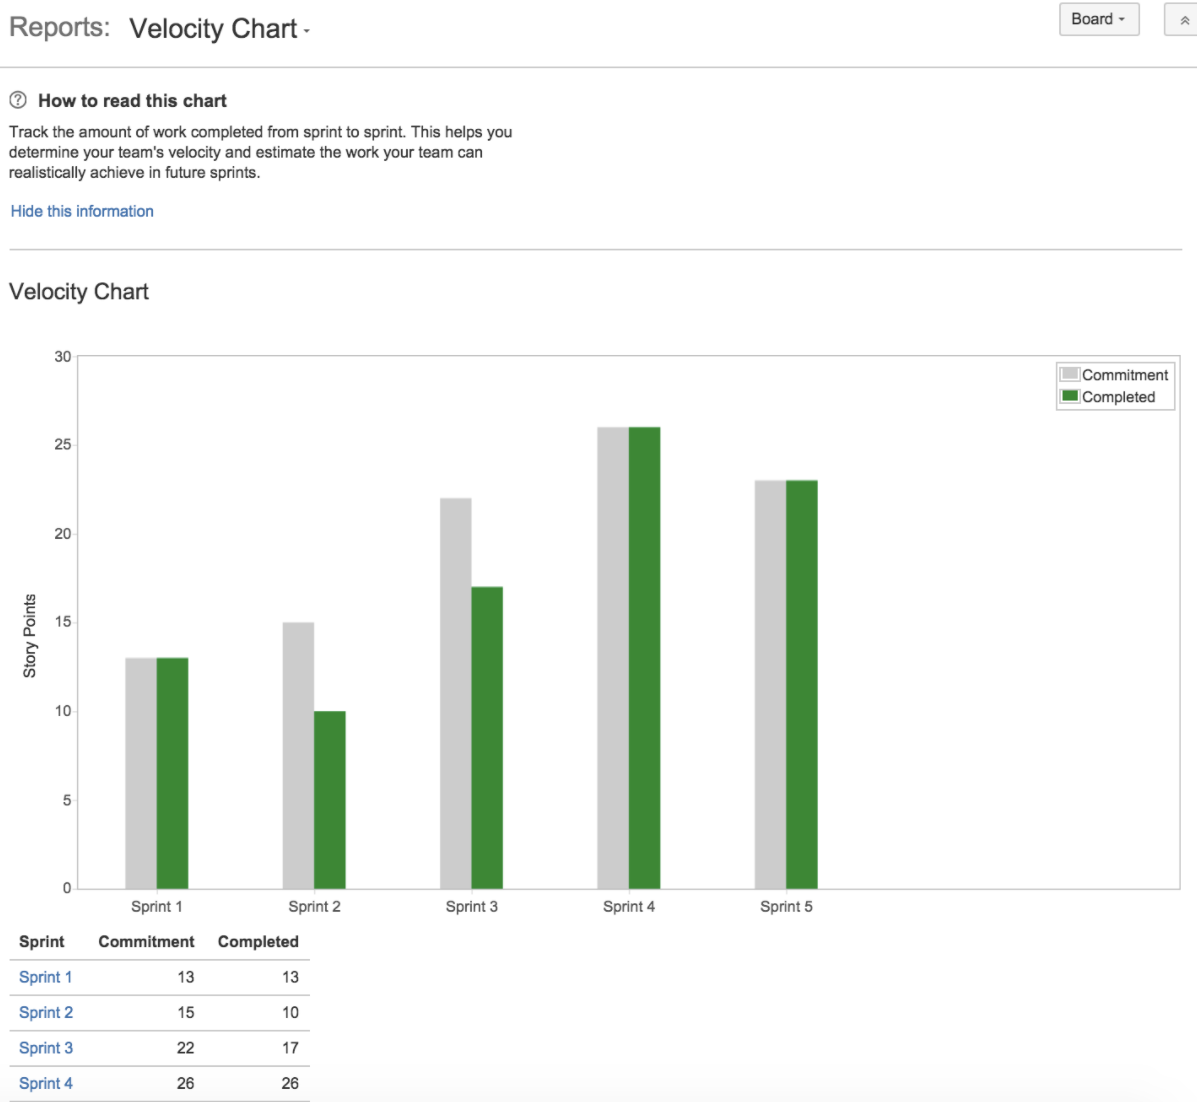 Reports: Velocity Chart
Board
How to read this chart
Track the amount of work completed from sprint to sprint. This helps you
determine your team's velocity and estimate the work your team can
realistically achieve in future sprints.
Hide this information
Velocity Chart
30
Commitment
Completed
25
20
15
Story Points
10
5
0
Sprint 1 Sprint 2 Sprint 3 Sprint 4 Sprint 5
Sprint Commitment Completed
Sprint 1 13 13
Sprint 2 15 10
Sprint 3 22 17
Sprint 4 26 26